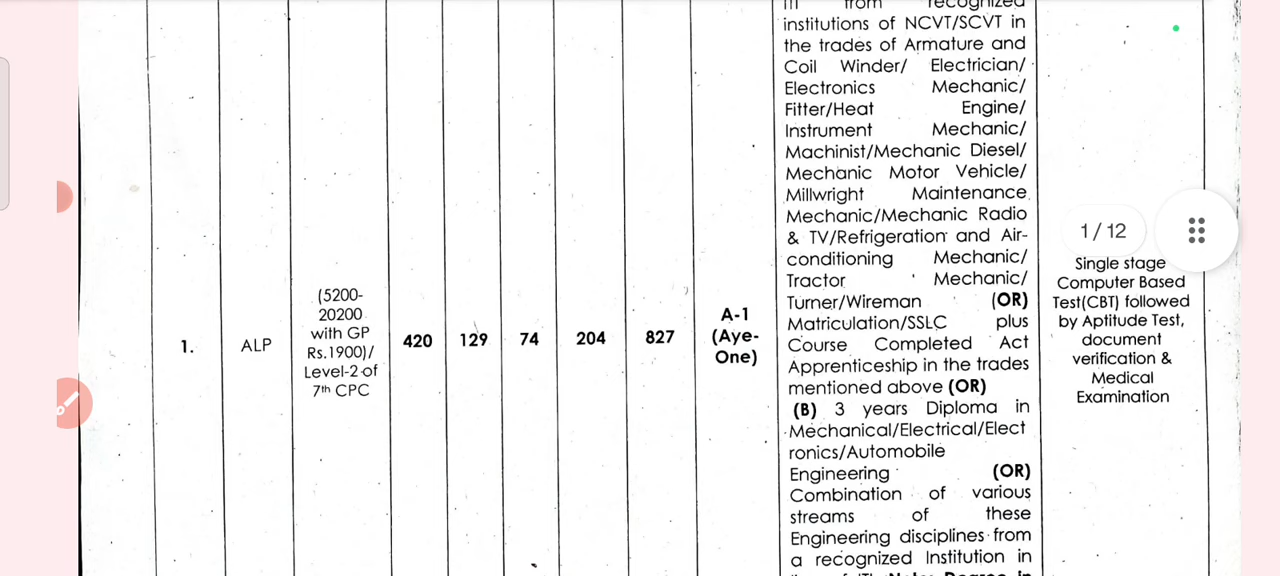 1.
ALP
(5200-
20200
with GP
Rs.1900)/
Level-2 of
7th CPC
420
129
74
204
827
A-1
(Aye-
One)
from recognized
institutions of NCVT/SCVT in
the trades of Armature and
Coil Winder/ Electrician/
Electronics Mechanic/
Fitter/Heat Engine/
Instrument Mechanic/
Machinist/Mechanic Diesel/
Mechanic Motor Vehicle/
Millwright Maintenance
Mechanic/Mechanic Radio
& TV/Refrigeration and Air-
conditioning Mechanic/
Tractor Mechanic/
Turner/Wireman (OR)
Matriculation/SSLC plus
Course Completed Act
Apprenticeship in the trades
mentioned above (OR)
(B) 3 years Diploma in
Mechanical/Electrical/Elect
ronics/Automobile
Engineering (OR)
Combination of various
streams of these
Engineering disciplines from
a recognized Institution in
1 / 12
Single stage
Computer Based
Test(CBT) followed
by Aptitude Test,
document
verification &
Medical
Examination